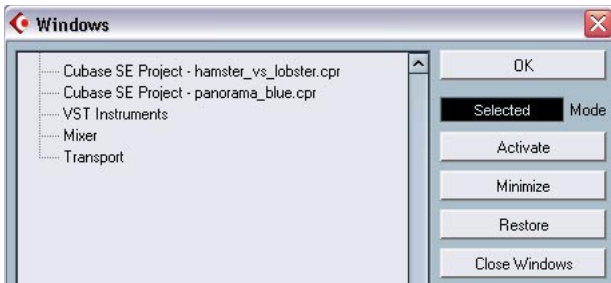 Windows
Cubase SE Project - hamster_vs_lobster.cpr
Cubase SE Project - panorama_blue.cpr
VST Instruments
Mixer
Transport
OK
Selected Mode
Activate
Minimize
Restore
Close Windows